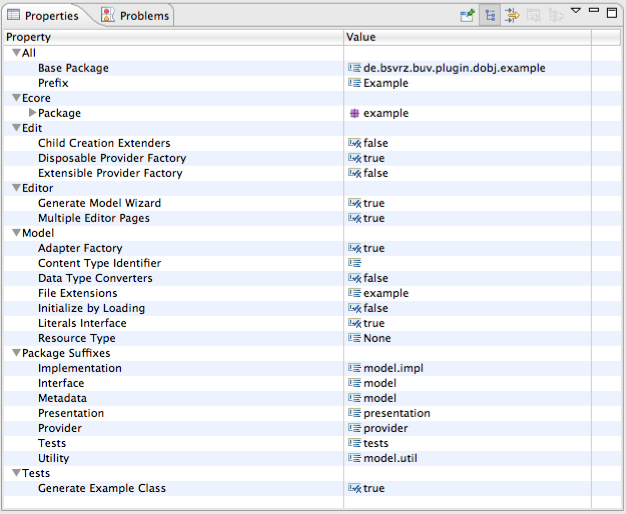 Properties Problems
Property Value
All
Base Package de.bsvrz.buv.plugin.dobj.example
Prefix Example
Ecore
Package example
Edit
Child Creation Extenders false
Disposable Provider Factory true
Extensible Provider Factory false
Editor
Generate Model Wizard true
Multiple Editor Pages true
Model
Adapter Factory true
Content Type Identifier
Data Type Converters false
File Extensions example
Initialize by Loading false
Literals Interface true
Resource Type None
Package Suffixes
Implementation model.impl
Interface model
Metadata model
Presentation presentation
Provider provider
Tests tests
Utility model.util
Tests
Generate Example Class true